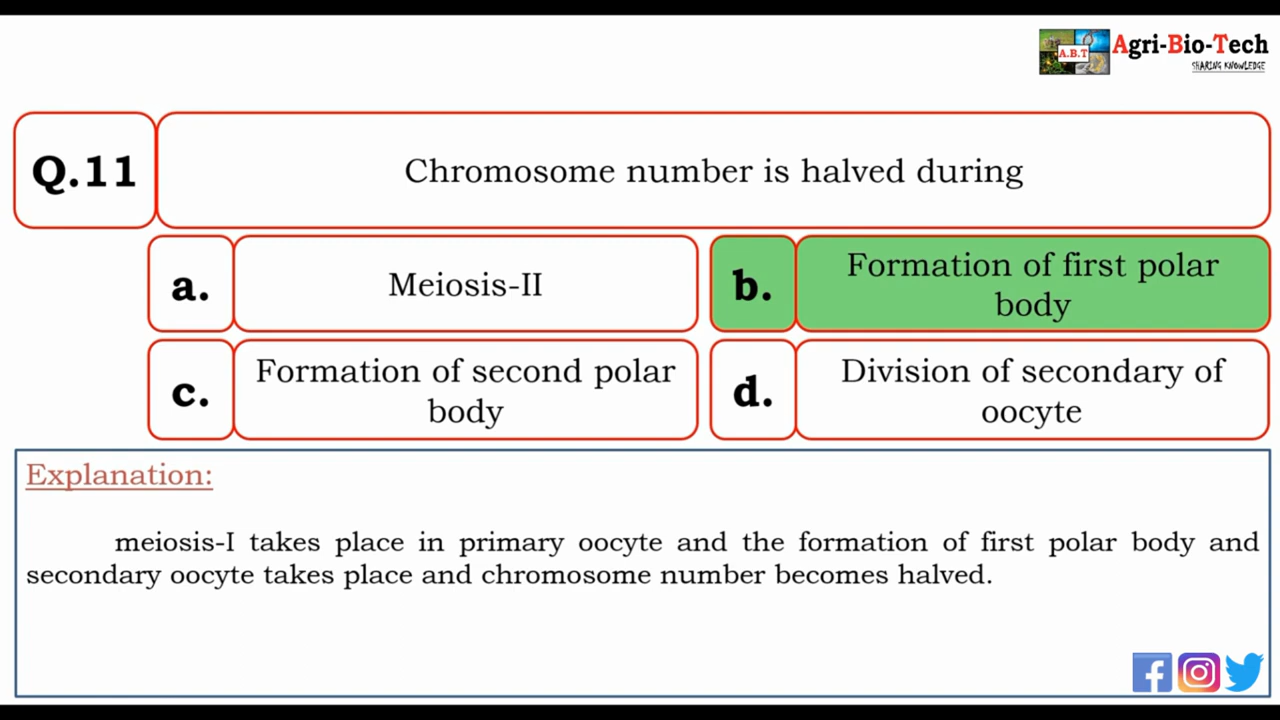 A.B.T
Agri-Bio-Tech
SHARING KNOWLEDGE
Q.11
Chromosome number is halved during
a.
Meiosis-II
b.
Formation of first polar
body
c.
Formation of second polar
body
d.
Division of secondary of
oocyte
Explanation:
meiosis-I takes place in primary oocyte and the formation of first polar body and
secondary oocyte takes place and chromosome number becomes halved.